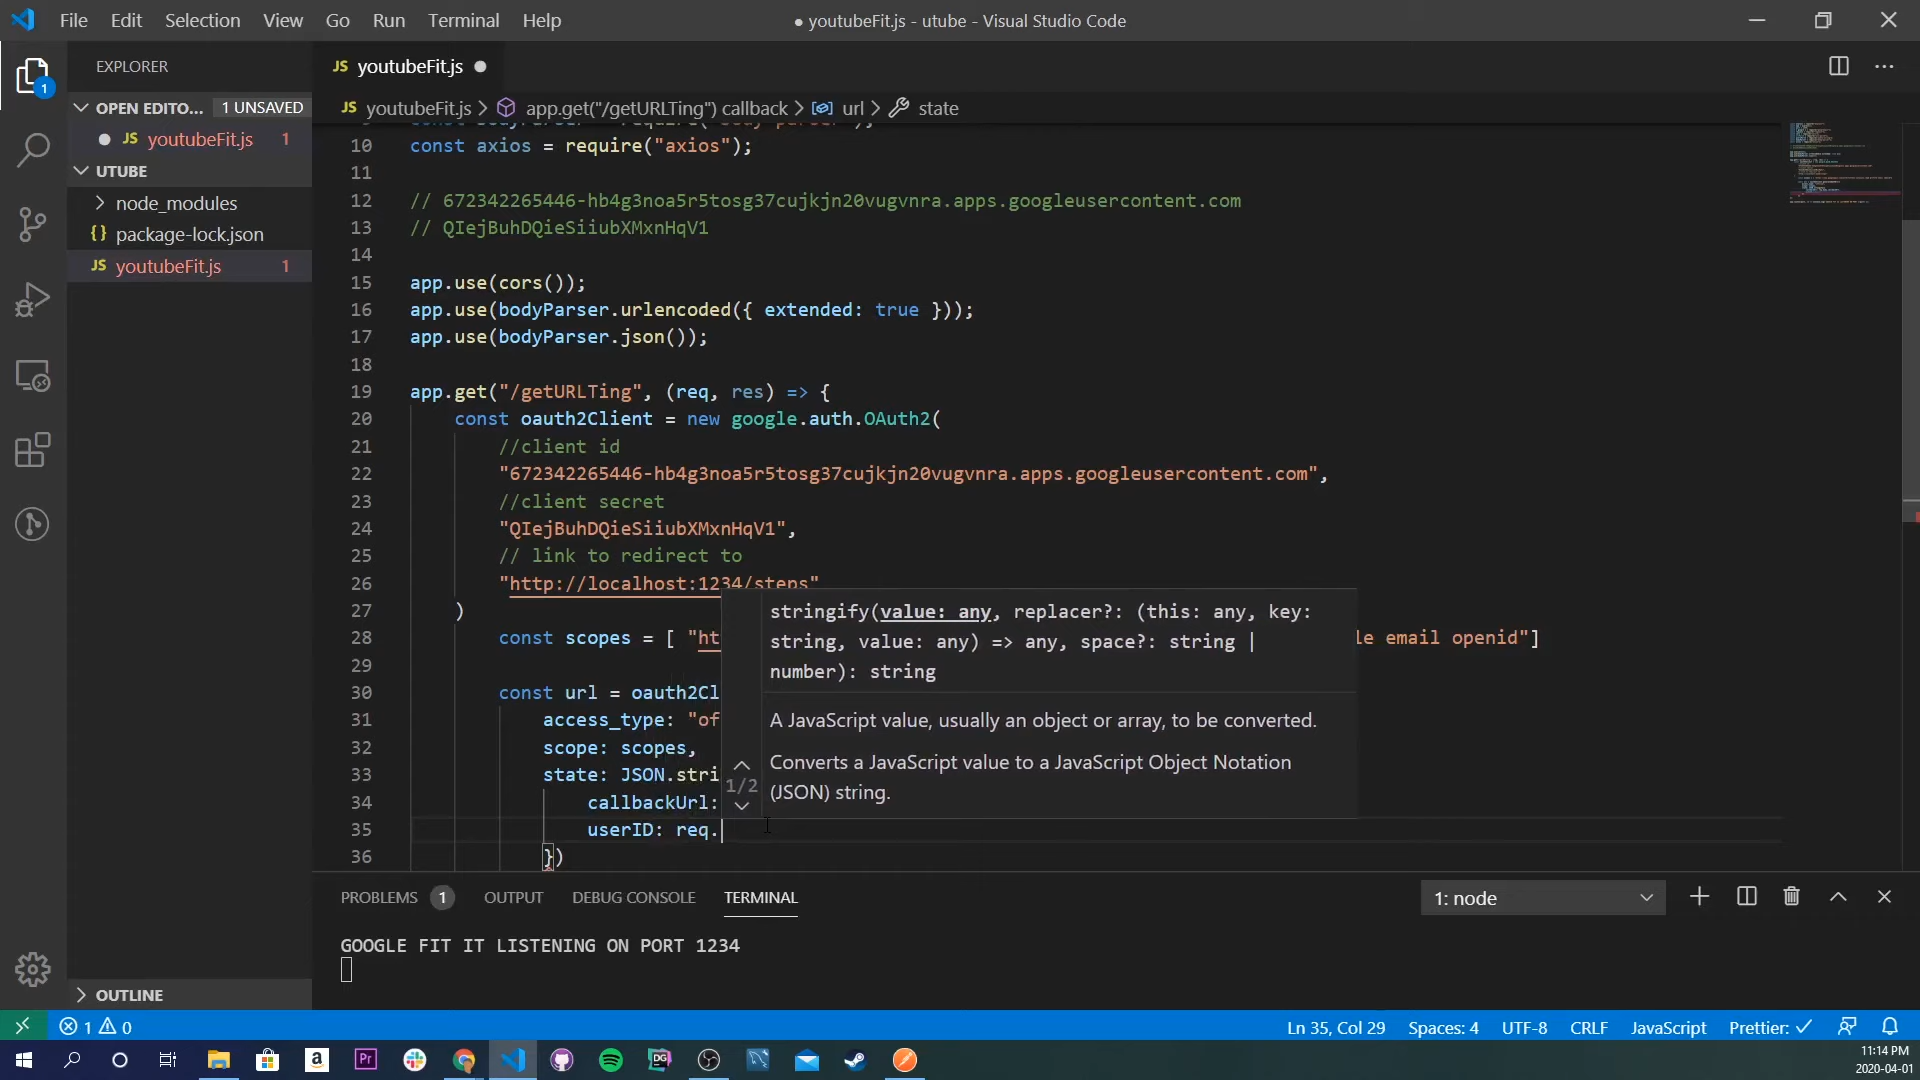 File Edit Selection View Go Run Terminal Help
● youtubeFit.js - utube - Visual Studio Code
EXPLORER
OPEN EDITO... 1 UNSAVED
JS youtubeFit.js 1
UTUBE
node_modules
{} package-lock.json
JS youtubeFit.js 1
OUTLINE
1
JS youtubeFit.js ●
JS youtubeFit.js > app.get("/getURLTing") callback > url > state
10 const axios = require("axios");
11
12 // 672342265446-hb4g3noa5r5tosg37cujkjn20vugvnra.apps.googleusercontent.com
13 // QIejBuhDQieSiiubXMxnHqV1
14
15 app.use(cors());
16 app.use(bodyParser.urlencoded({ extended: true }));
17 app.use(bodyParser.json());
18
19 app.get("/getURLTing", (req, res) => {
20 const oauth2Client = new google.auth.OAuth2(
21 //client id
22 "672342265446-hb4g3noa5r5tosg37cujkjn20vugvnra.apps.googleusercontent.com",
23 //client secret
24 "QIejBuhDQieSiiubXMxnHqV1",
25 // link to redirect to
26 "http://localhost:1234/steps"
27 )
28 const scopes = [ "ht le email openid"]
29
30 const url = oauth2Cl
31 access_type: "of
32 scope: scopes,
33 state: JSON.stri
34 callbackUrl:
35 userID: req.
36 })
stringify(value: any, replacer?: (this: any, key:
string, value: any) => any, space?: string |
number): string
A JavaScript value, usually an object or array, to be converted.
Converts a JavaScript value to a JavaScript Object Notation
(JSON) string.
1/2
PROBLEMS 1 OUTPUT DEBUG CONSOLE TERMINAL
1: node
GOOGLE FIT IT LISTENING ON PORT 1234
1 0
Ln 35, Col 29 Spaces: 4 UTF-8 CRLF JavaScript Prettier: ✓
a Pr DG
11:14 PM
2020-04-01